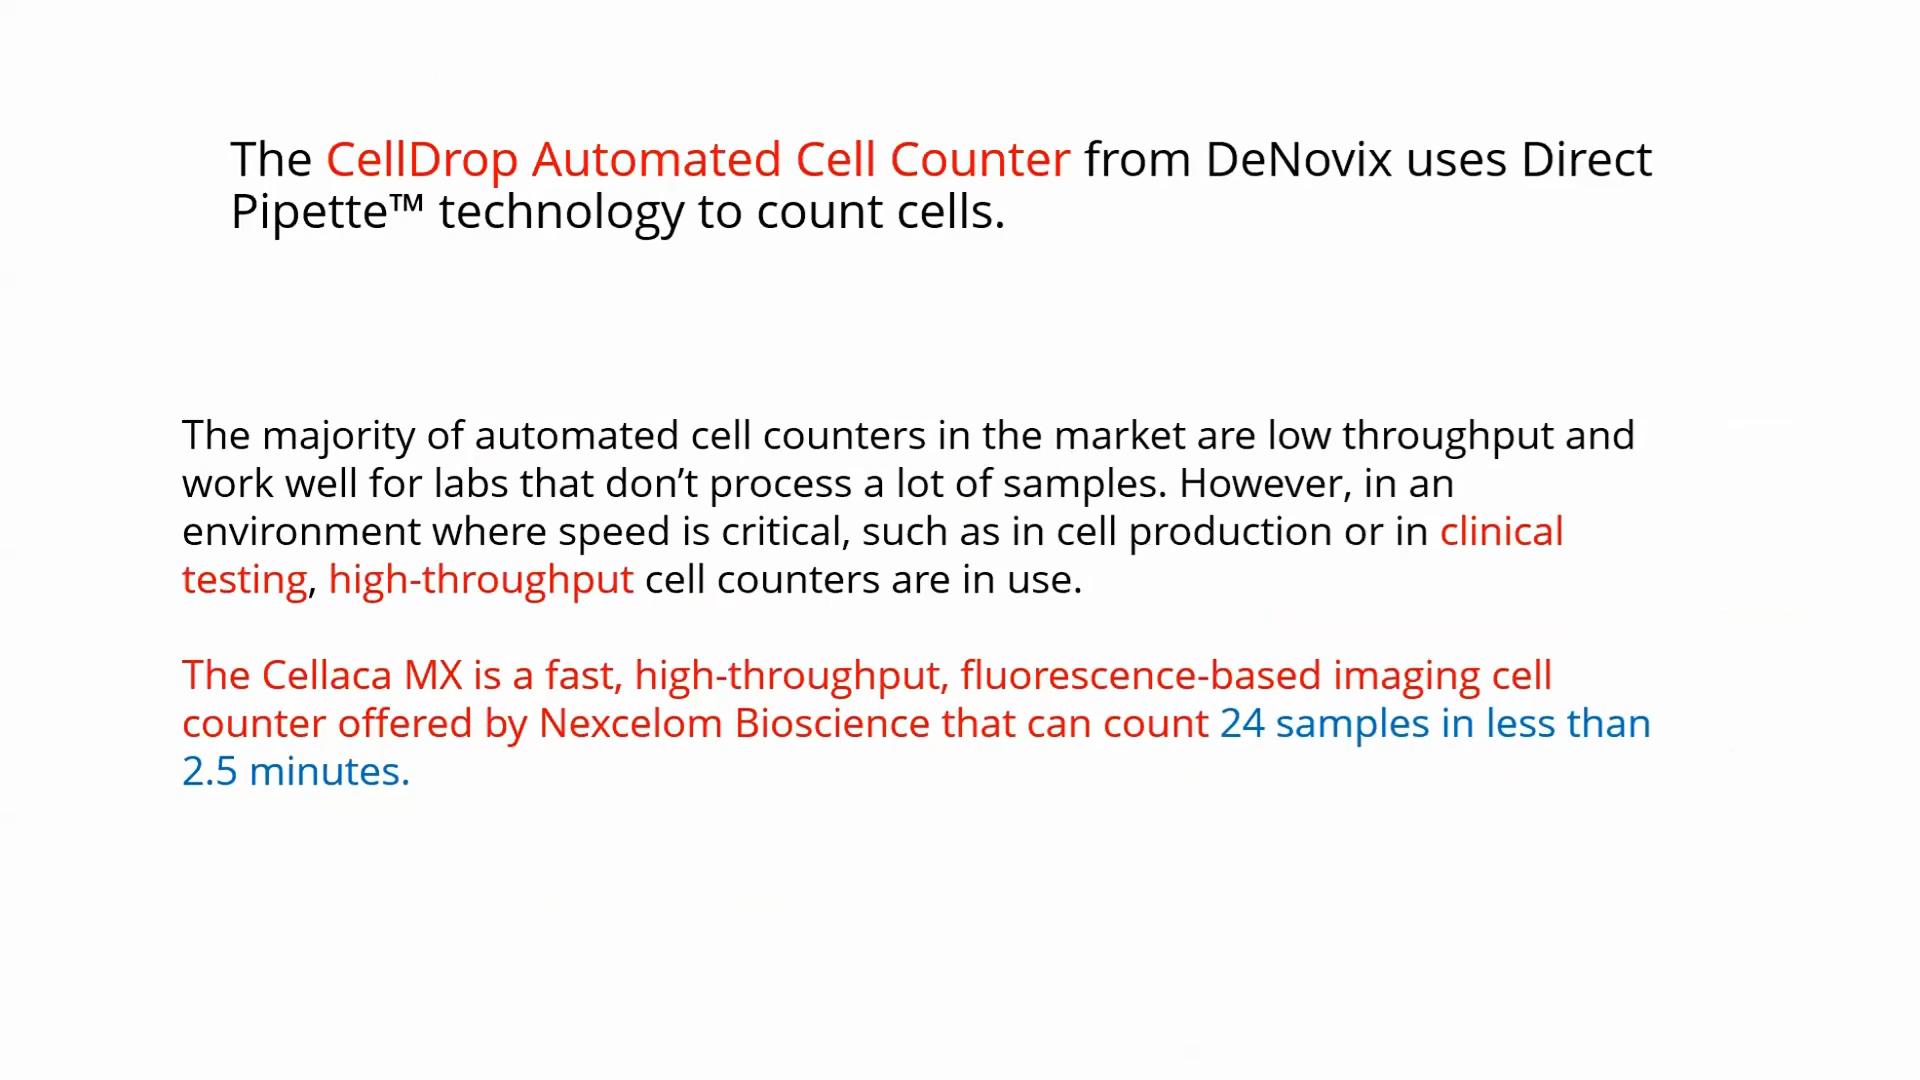 The CellDrop Automated Cell Counter from DeNovix uses Direct
Pipette™ technology to count cells.
The majority of automated cell counters in the market are low throughput and
work well for labs that don’t process a lot of samples. However, in an
environment where speed is critical, such as in cell production or in clinical
testing, high-throughput cell counters are in use.
The Cellaca MX is a fast, high-throughput, fluorescence-based imaging cell
counter offered by Nexcelom Bioscience that can count 24 samples in less than
2.5 minutes.